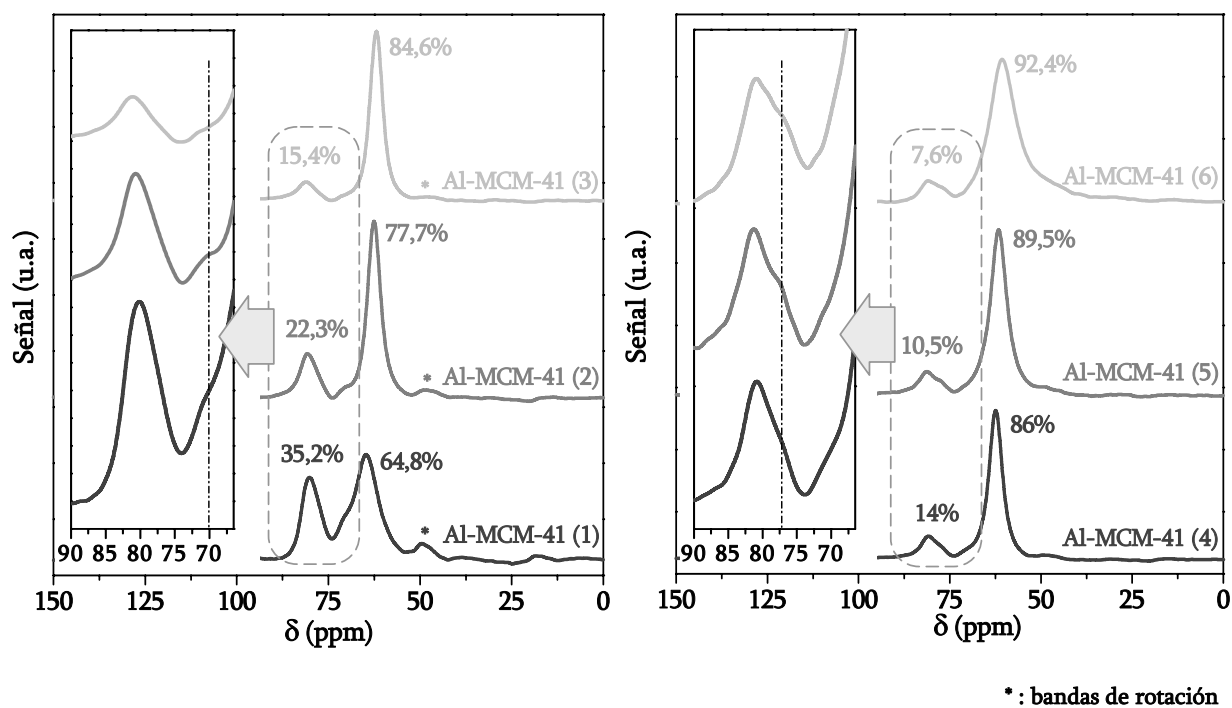 84,6%
15,4%
* Al-MCM-41 (3)
77,7%
22,3%
* Al-MCM-41 (2)
35,2%
64,8%
* Al-MCM-41 (1)
Señal (u.a.)
90 85 80 75 70
150 125 100 75 50 25 0
δ (ppm)
92,4%
7,6%
Al-MCM-41 (6)
89,5%
10,5%
Al-MCM-41 (5)
86%
14%
Al-MCM-41 (4)
Señal (u.a.)
90 85 80 75 70
150 125 100 75 50 25 0
δ (ppm)
* : bandas de rotación